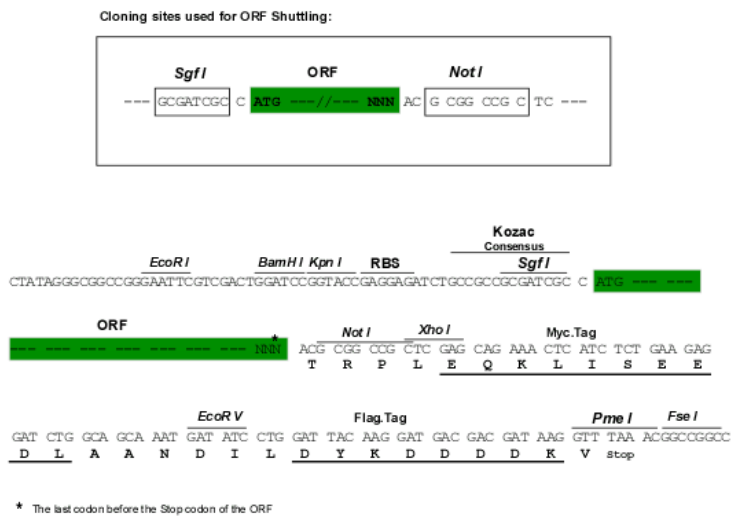 Cloning sites used for ORF Shuttling:
Sgf I ORF Not I
--- GCGATCGC C ATG ---//--- NNN AC G CGG CCG C TC ---
Kozac
Consensus
EcoR I BamH I Kpn I RBS Sgf I
CTATAGGGCGGCCGGGAATTCGTCGACTGGATCCGGTACCGAGGAGATCTGCCGCCGCGATCGC C ATG --- ---
ORF
*
Not I Xho I Myc.Tag
--- --- --- --- --- --- --- --- --- NNN ACG CGG CCG CTC GAG CAG AAA CTC ATC TCT GAA GAG
T R P L E Q K L I S E E
EcoR V Flag.Tag Pme I Fse I
GAT CTG GCA GCA AAT GAT ATC CTG GAT TAC AAG GAT GAC GAC GAT AAG GTT TAA ACGGCCGGCC
D L A A N D I L D Y K D D D D K V Stop
* The last codon before the Stop codon of the ORF